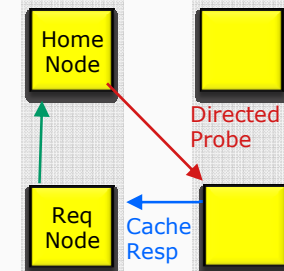 Home
Node
Directed
Probe
Req
Node
Cache
Resp